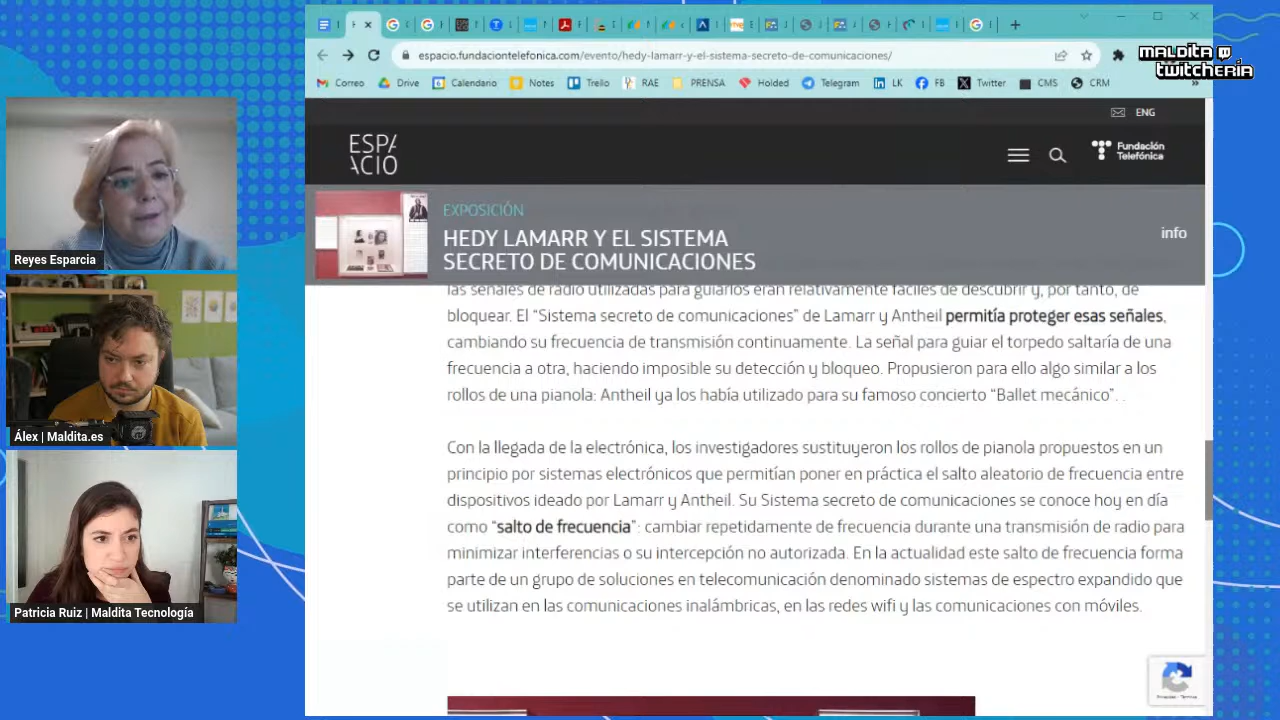 espacio.fundaciontelefonica.com/evento/hedy-lamarr-y-el-sistema-secreto-de-comunicaciones/
MALDITA
TWITCHERÍA
Correo Drive Calendario Notes Trello RAE PRENSA Holded Telegram LK FB Twitter CMS CRM »
ENG
ESPACIO
Fundación
Telefónica
EXPOSICIÓN
HEDY LAMARR Y EL SISTEMA
SECRETO DE COMUNICACIONES
info
las señales de radio utilizadas para guiarlos eran relativamente fáciles de descubrir y, por tanto, de
bloquear. El “Sistema secreto de comunicaciones” de Lamarr y Antheil permitía proteger esas señales,
cambiando su frecuencia de transmisión continuamente. La señal para guiar el torpedo saltaría de una
frecuencia a otra, haciendo imposible su detección y bloqueo. Propusieron para ello algo similar a los
rollos de una pianola: Antheil ya los había utilizado para su famoso concierto “Ballet mecánico”. .
Con la llegada de la electrónica, los investigadores sustituyeron los rollos de pianola propuestos en un
principio por sistemas electrónicos que permitían poner en práctica el salto aleatorio de frecuencia entre
dispositivos ideado por Lamarr y Antheil. Su Sistema secreto de comunicaciones se conoce hoy en día
como “salto de frecuencia”: cambiar repetidamente de frecuencia durante una transmisión de radio para
minimizar interferencias o su intercepción no autorizada. En la actualidad este salto de frecuencia forma
parte de un grupo de soluciones en telecomunicación denominado sistemas de espectro expandido que
se utilizan en las comunicaciones inalámbricas, en las redes wifi y las comunicaciones con móviles.
Reyes Esparcia
Álex | Maldita.es
Patricia Ruiz | Maldita Tecnología